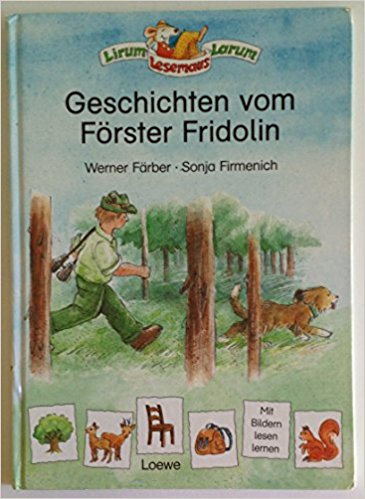 Lirum Larum
Lesemaus
Geschichten vom
Förster Fridolin
Werner Färber · Sonja Firmenich
Mit
Bildern
lesen
lernen
Loewe